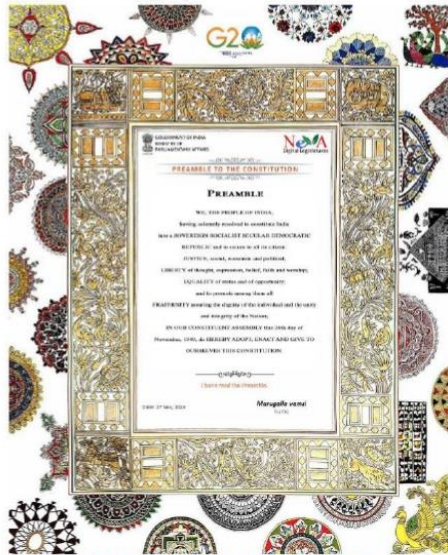 G20
GOVERNMENT OF INDIA
MINISTRY OF
PARLIAMENTARY AFFAIRS
NeVA
Digital Legislatures
PREAMBLE TO THE CONSTITUTION
PREAMBLE
WE, THE PEOPLE OF INDIA,
having solemnly resolved to constitute India
into a SOVEREIGN SOCIALIST SECULAR DEMOCRATIC
REPUBLIC and to secure to all its citizens
JUSTICE, social, economic and political;
LIBERTY of thought, expression, belief, faith and worship;
EQUALITY of status and of opportunity;
and to promote among them all
FRATERNITY assuring the dignity of the individual and the unity
and integrity of the Nation;
IN OUR CONSTITUENT ASSEMBLY this 26th day of
November, 1949, do HEREBY ADOPT, ENACT AND GIVE TO
OURSELVES THIS CONSTITUTION
I have read the Preamble.
Marugalla vamsi